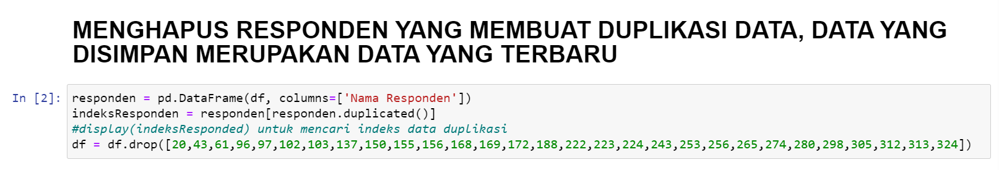 MENGHAPUS RESPONDEN YANG MEMBUAT DUPLIKASI DATA, DATA YANG
DISIMPAN MERUPAKAN DATA YANG TERBARU
In [2]: responden = pd.DataFrame(df, columns=['Nama Responden'])
indeksResponden = responden[responden.duplicated()]
#display(indeksResponded) untuk mencari indeks data duplikasi
df = df.drop([20,43,61,96,97,102,103,137,150,155,156,168,169,172,188,222,223,224,243,253,256,265,274,280,298,305,312,313,324])